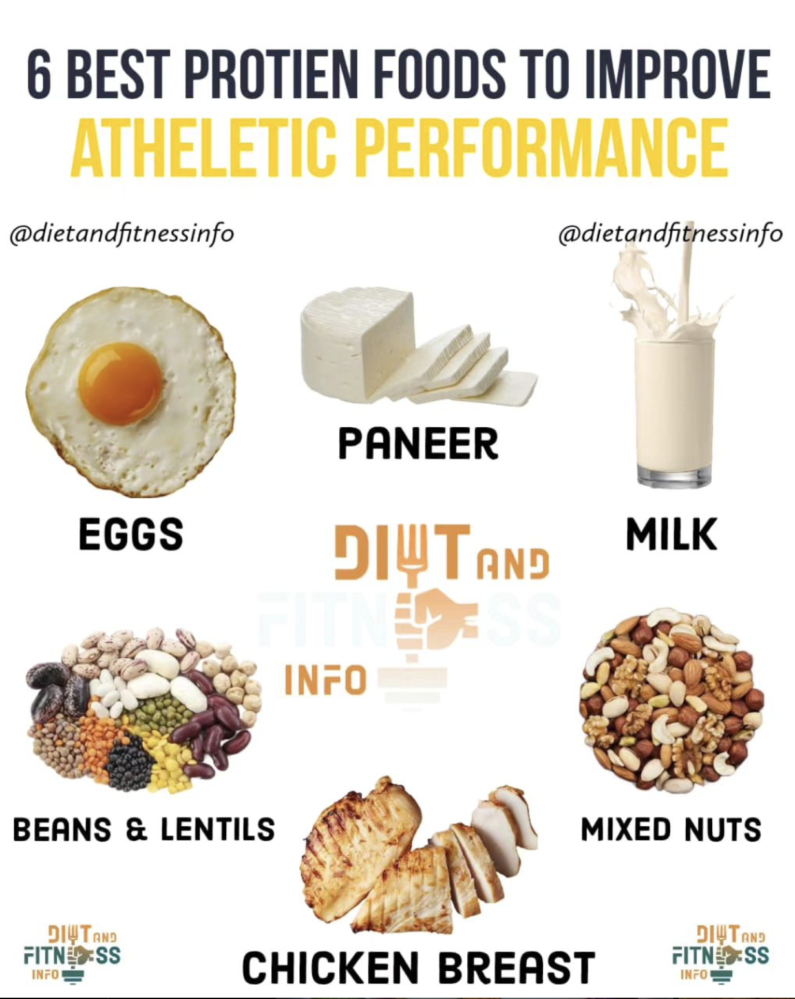 6 BEST PROTIEN FOODS TO IMPROVE
ATHELETIC PERFORMANCE
@dietandfitnessinfo
@dietandfitnessinfo
PANEER
EGGS
MILK
DIET AND
FITNESS
INFO
BEANS & LENTILS
MIXED NUTS
CHICKEN BREAST
DIET AND
FITNESS
INFO
DIET AND
FITNESS
INFO